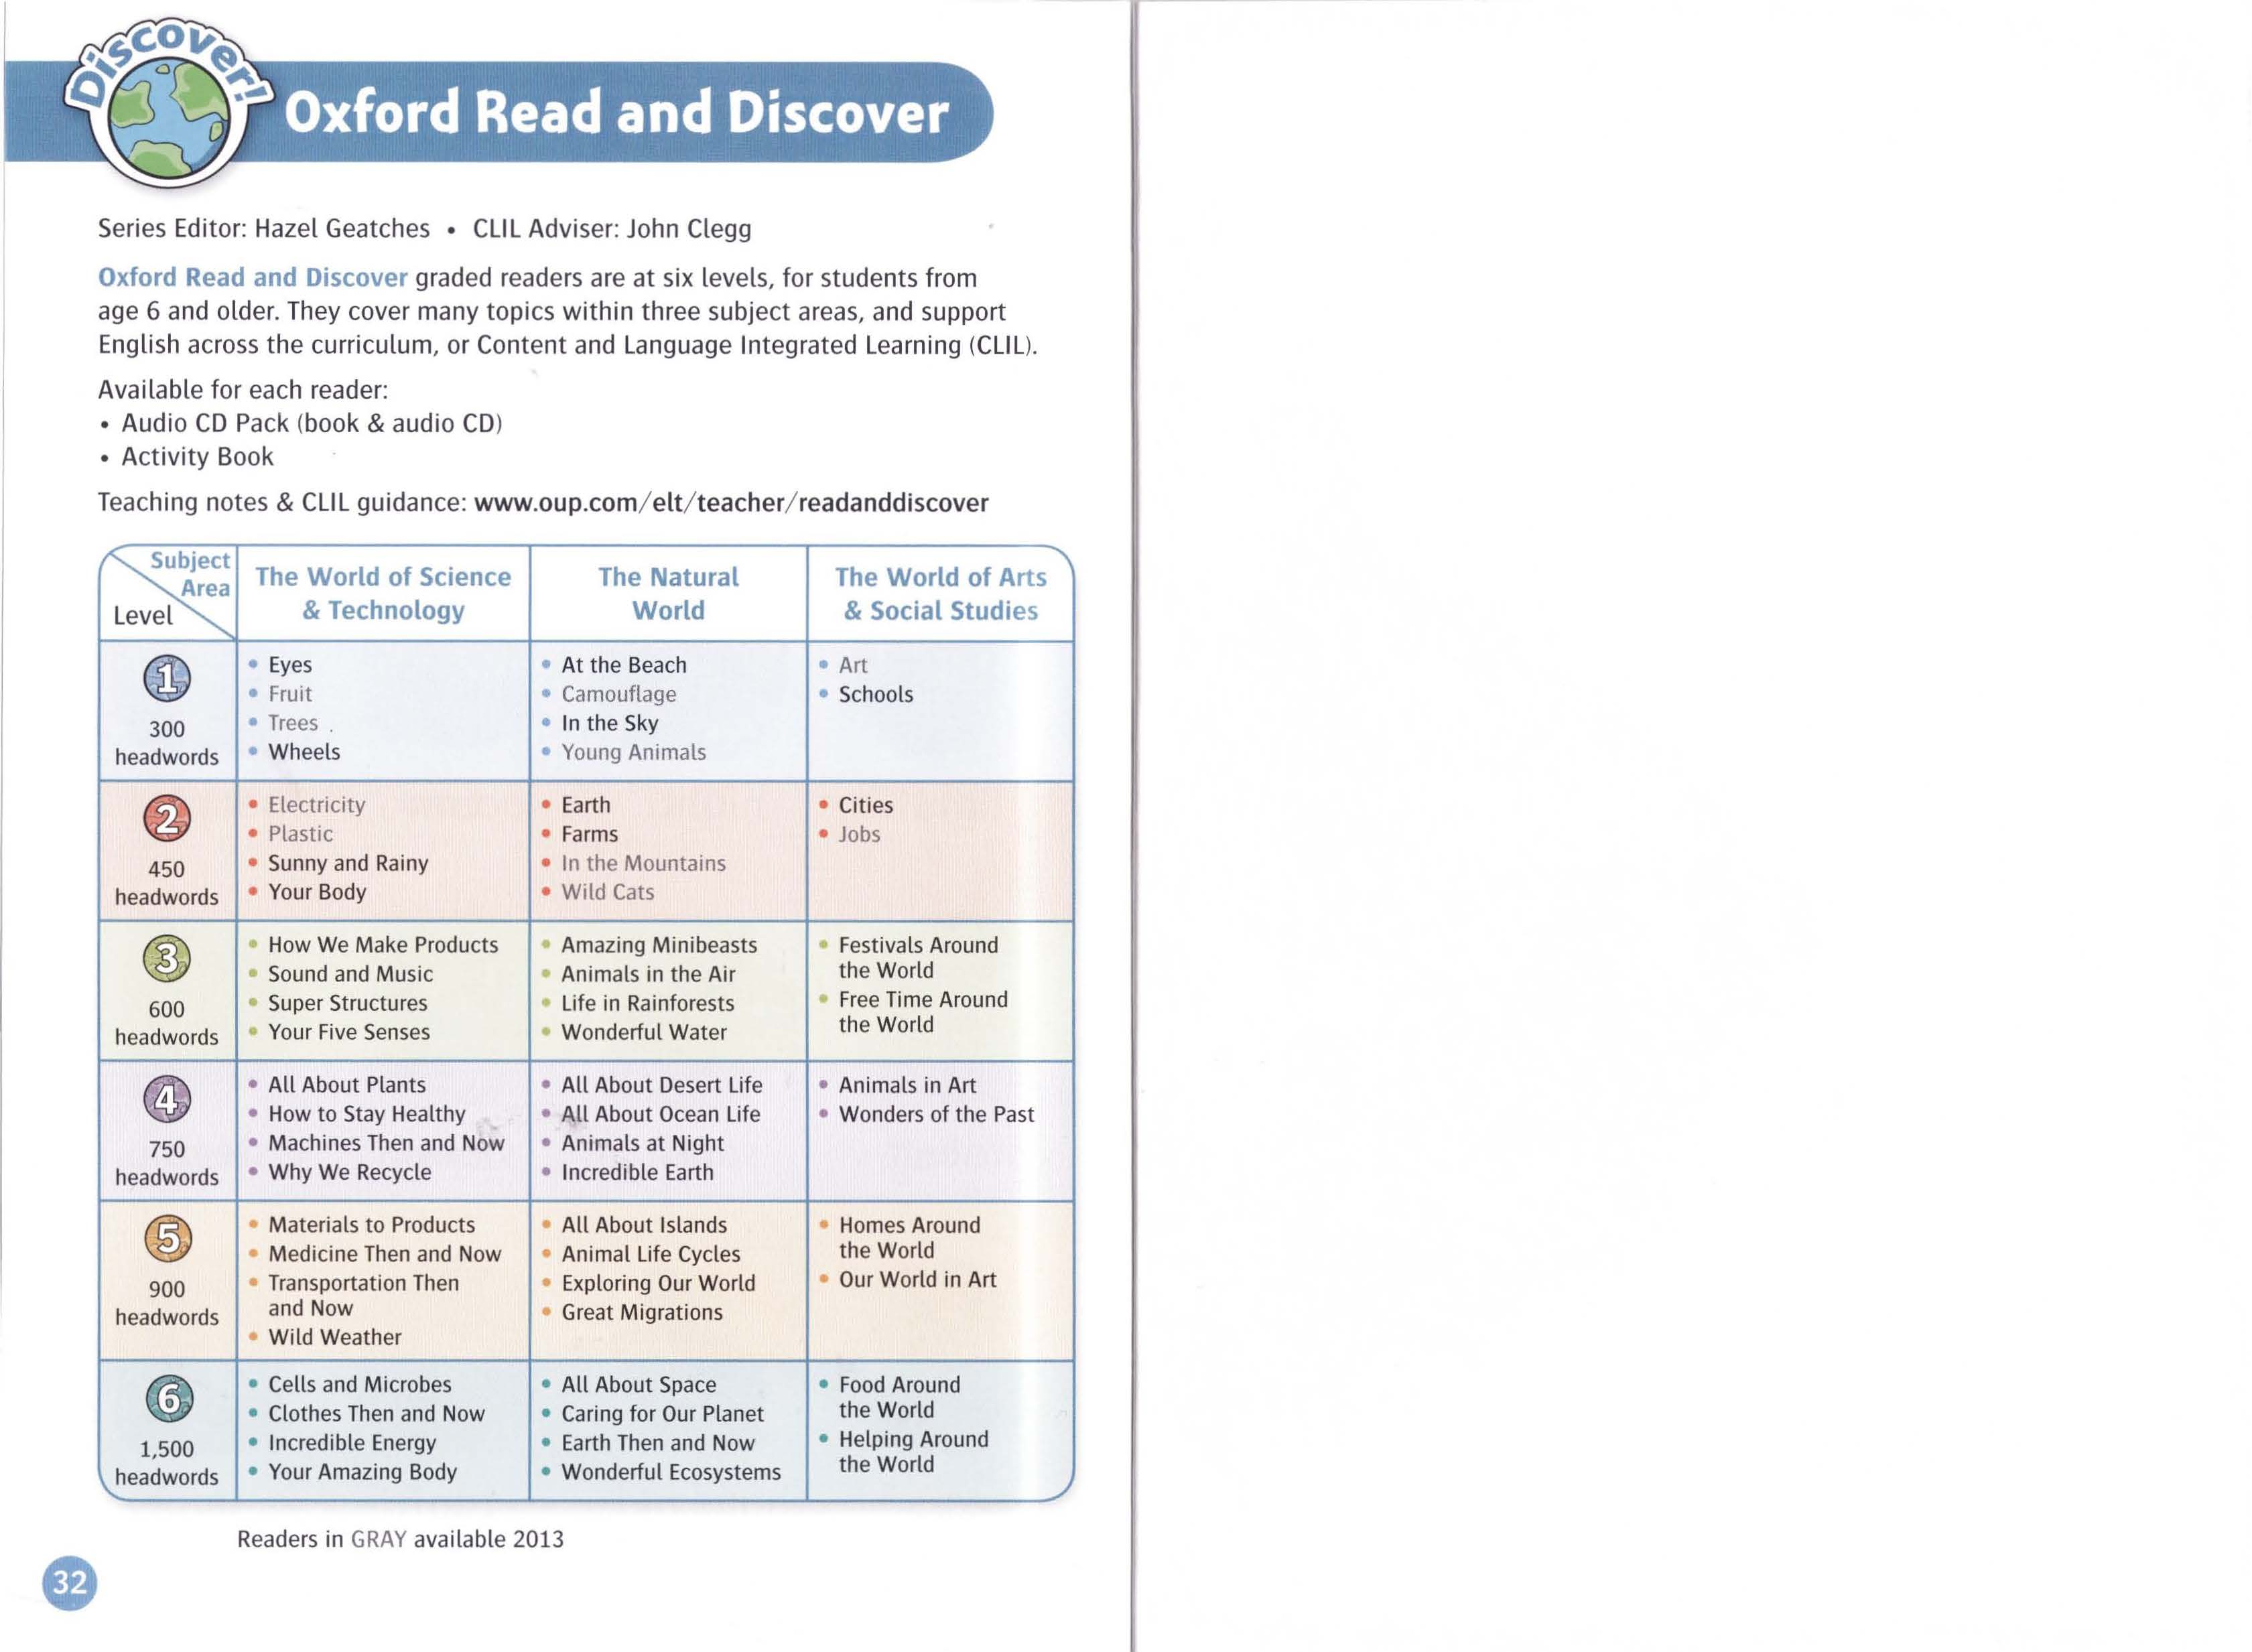 Discover!
Oxford Read and Discover
Series Editor: Hazel Geatches • CLIL Adviser: John Clegg
Oxford Read and Discover graded readers are at six levels, for students from
age 6 and older. They cover many topics within three subject areas, and support
English across the curriculum, or Content and Language Integrated Learning (CLIL).
Available for each reader:
• Audio CD Pack (book & audio CD)
• Activity Book
Teaching notes & CLIL guidance: www.oup.com/elt/teacher/readanddiscover
Subject
Area
Level
The World of Science
& Technology
The Natural
World
The World of Arts
& Social Studies
1
300
headwords
• Eyes
• Fruit
• Trees
• Wheels
• At the Beach
• Camouflage
• In the Sky
• Young Animals
• Art
• Schools
2
450
headwords
• Electricity
• Plastic
• Sunny and Rainy
• Your Body
• Earth
• Farms
• In the Mountains
• Wild Cats
• Cities
• Jobs
3
600
headwords
• How We Make Products
• Sound and Music
• Super Structures
• Your Five Senses
• Amazing Minibeasts
• Animals in the Air
• Life in Rainforests
• Wonderful Water
• Festivals Around
the World
• Free Time Around
the World
4
750
headwords
• All About Plants
• How to Stay Healthy
• Machines Then and Now
• Why We Recycle
• All About Desert Life
• All About Ocean Life
• Animals at Night
• Incredible Earth
• Animals in Art
• Wonders of the Past
5
900
headwords
• Materials to Products
• Medicine Then and Now
• Transportation Then
and Now
• Wild Weather
• All About Islands
• Animal Life Cycles
• Exploring Our World
• Great Migrations
• Homes Around
the World
• Our World in Art
6
1,500
headwords
• Cells and Microbes
• Clothes Then and Now
• Incredible Energy
• Your Amazing Body
• All About Space
• Caring for Our Planet
• Earth Then and Now
• Wonderful Ecosystems
• Food Around
the World
• Helping Around
the World
Readers in GRAY available 2013
32